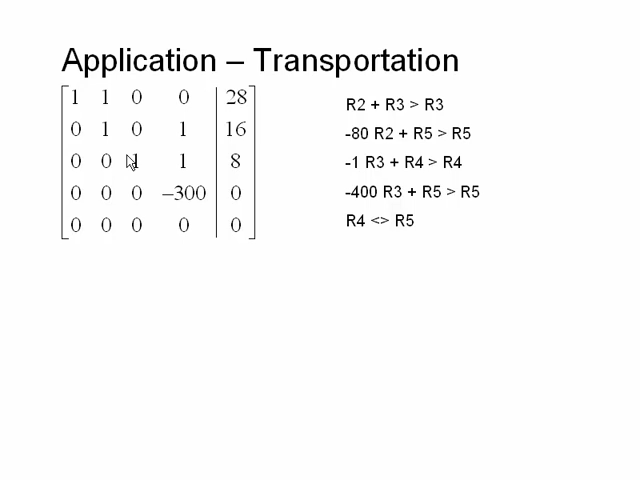 Application – Transportation
1 1 0 0 28
0 1 0 1 16
0 0 1 1 8
0 0 0 –300 0
0 0 0 0 0
R2 + R3 > R3
-80 R2 + R5 > R5
-1 R3 + R4 > R4
-400 R3 + R5 > R5
R4 <> R5